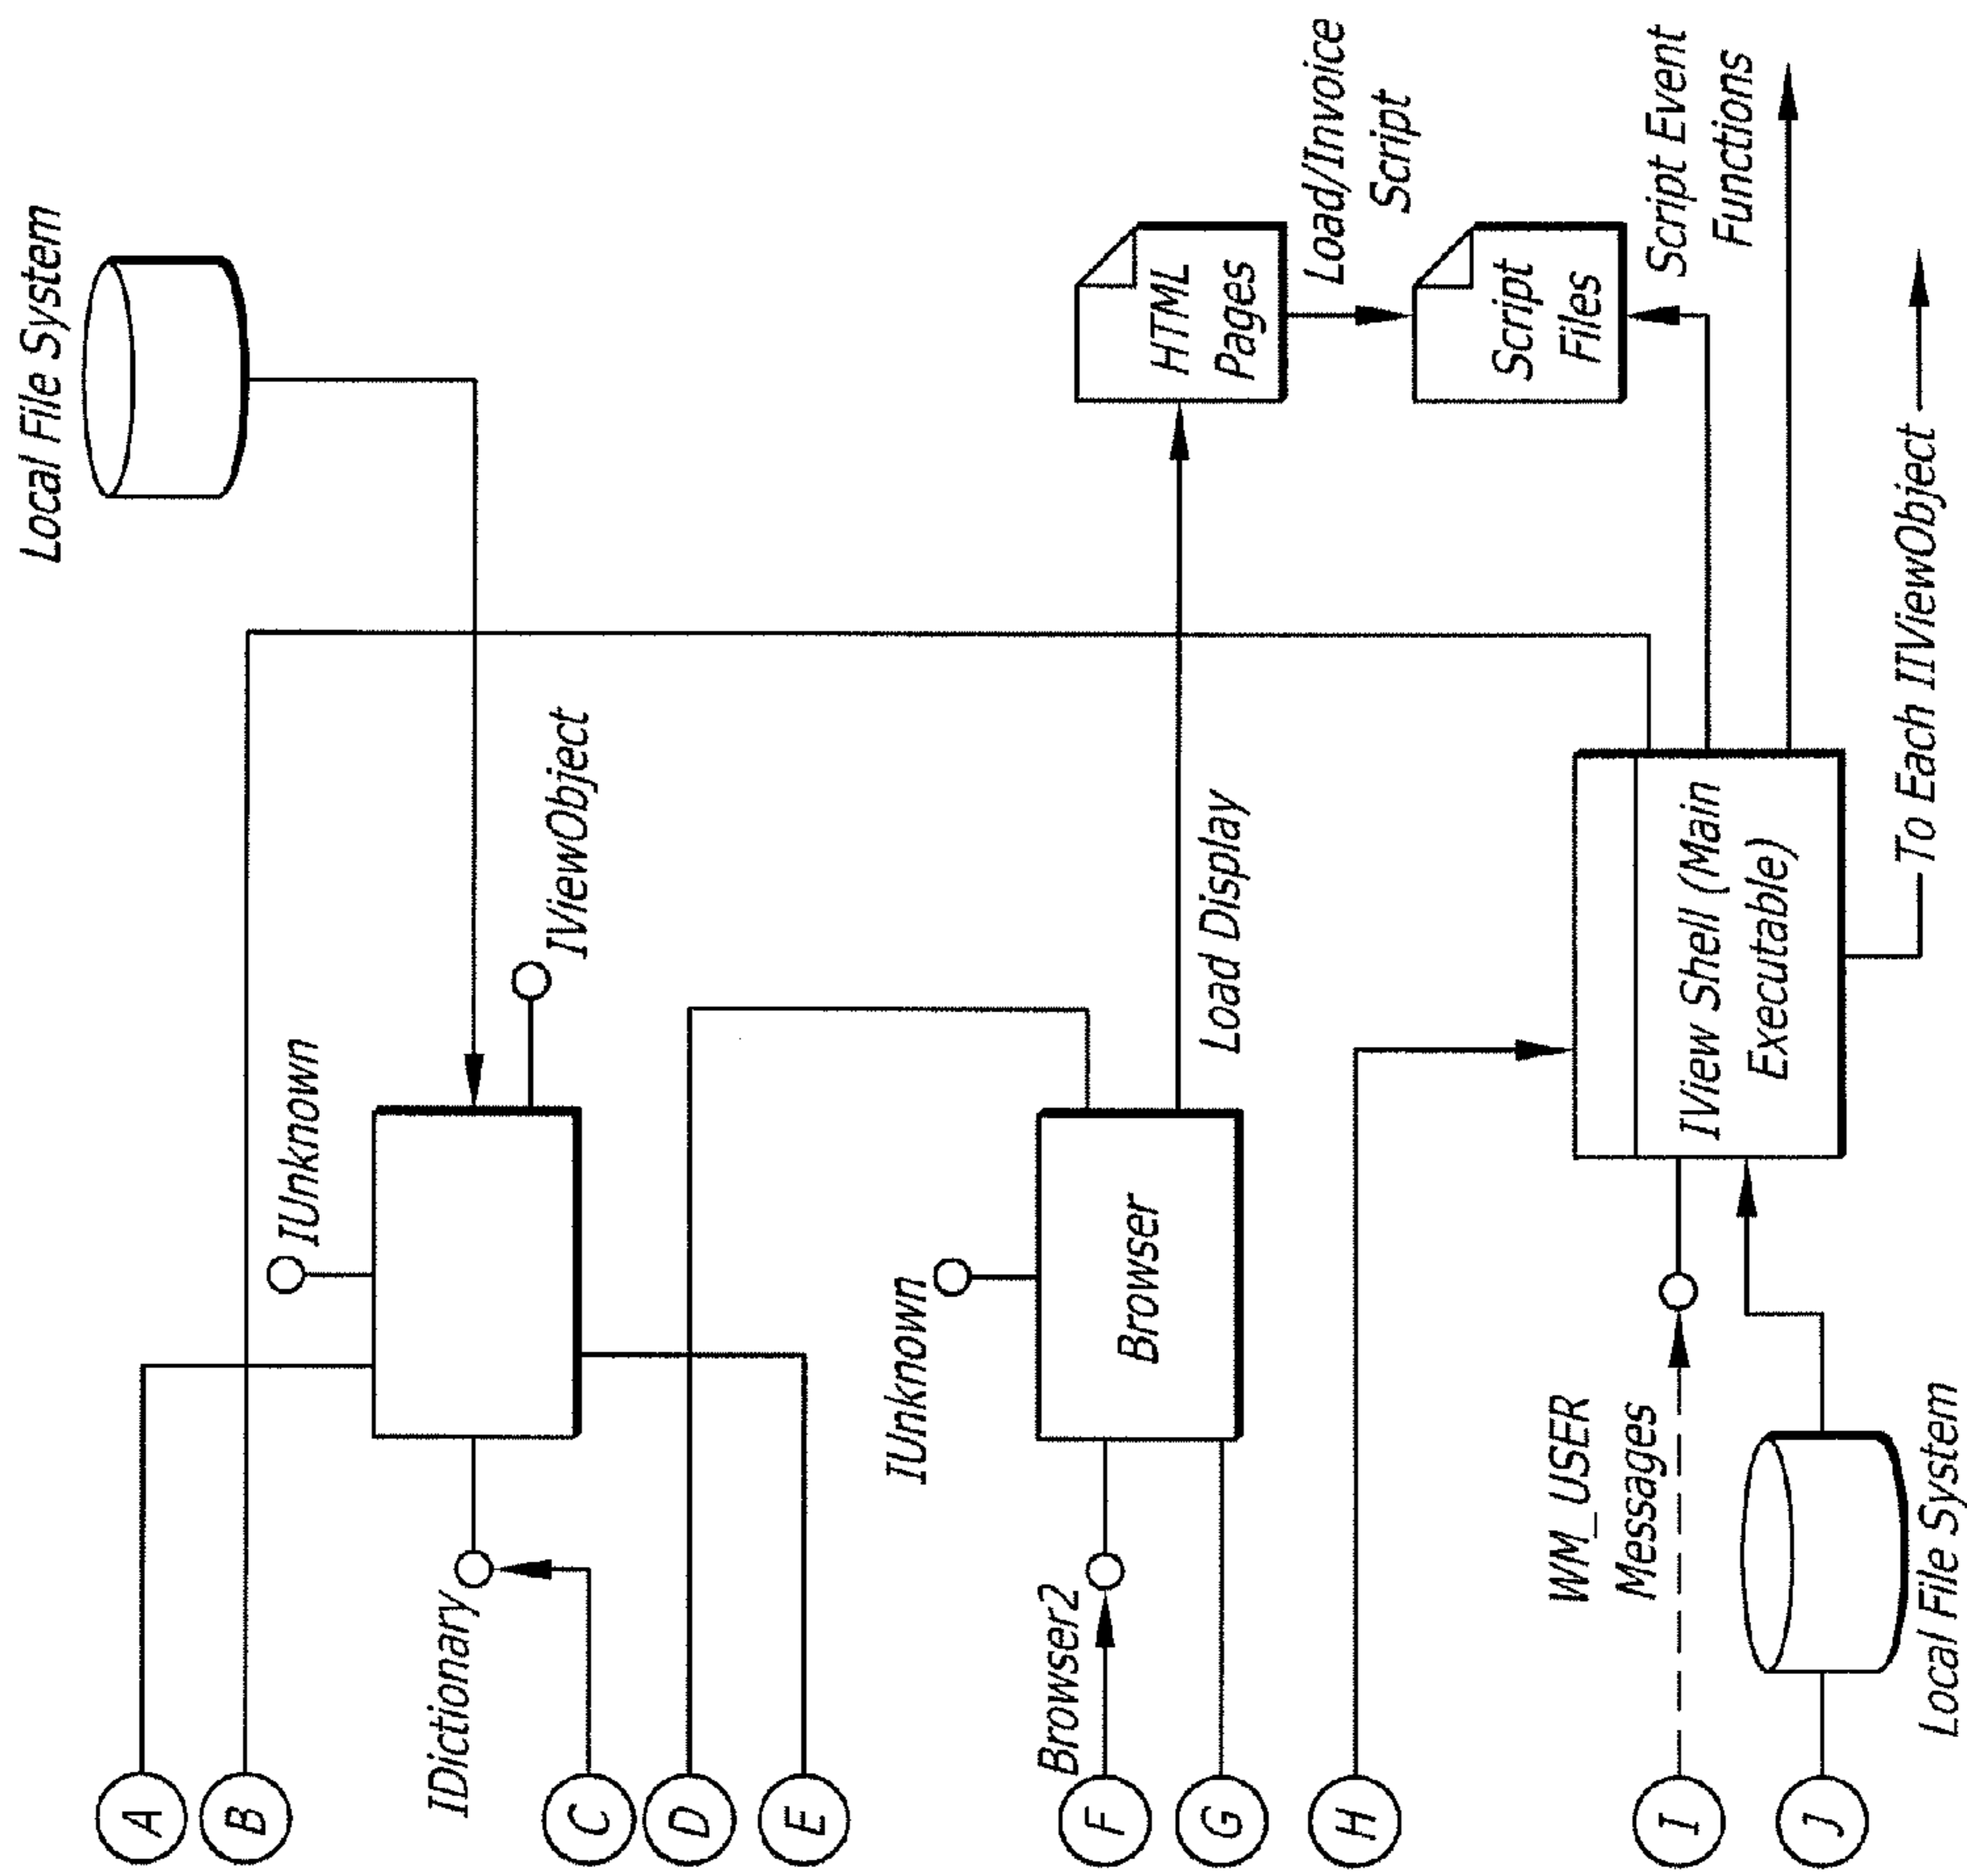 Local File System
A
B
IUnknown
IViewObject
IDictionary
C
D
E
IUnknown
Browser
Browser2
F
G
Load Display
HTML
Pages
Load/Invoice
Script
Script
Files
Script Event
Functions
H
IView Shell (Main
Executable)
WM_USER
Messages
I
J
Local File System
To Each IIViewObject